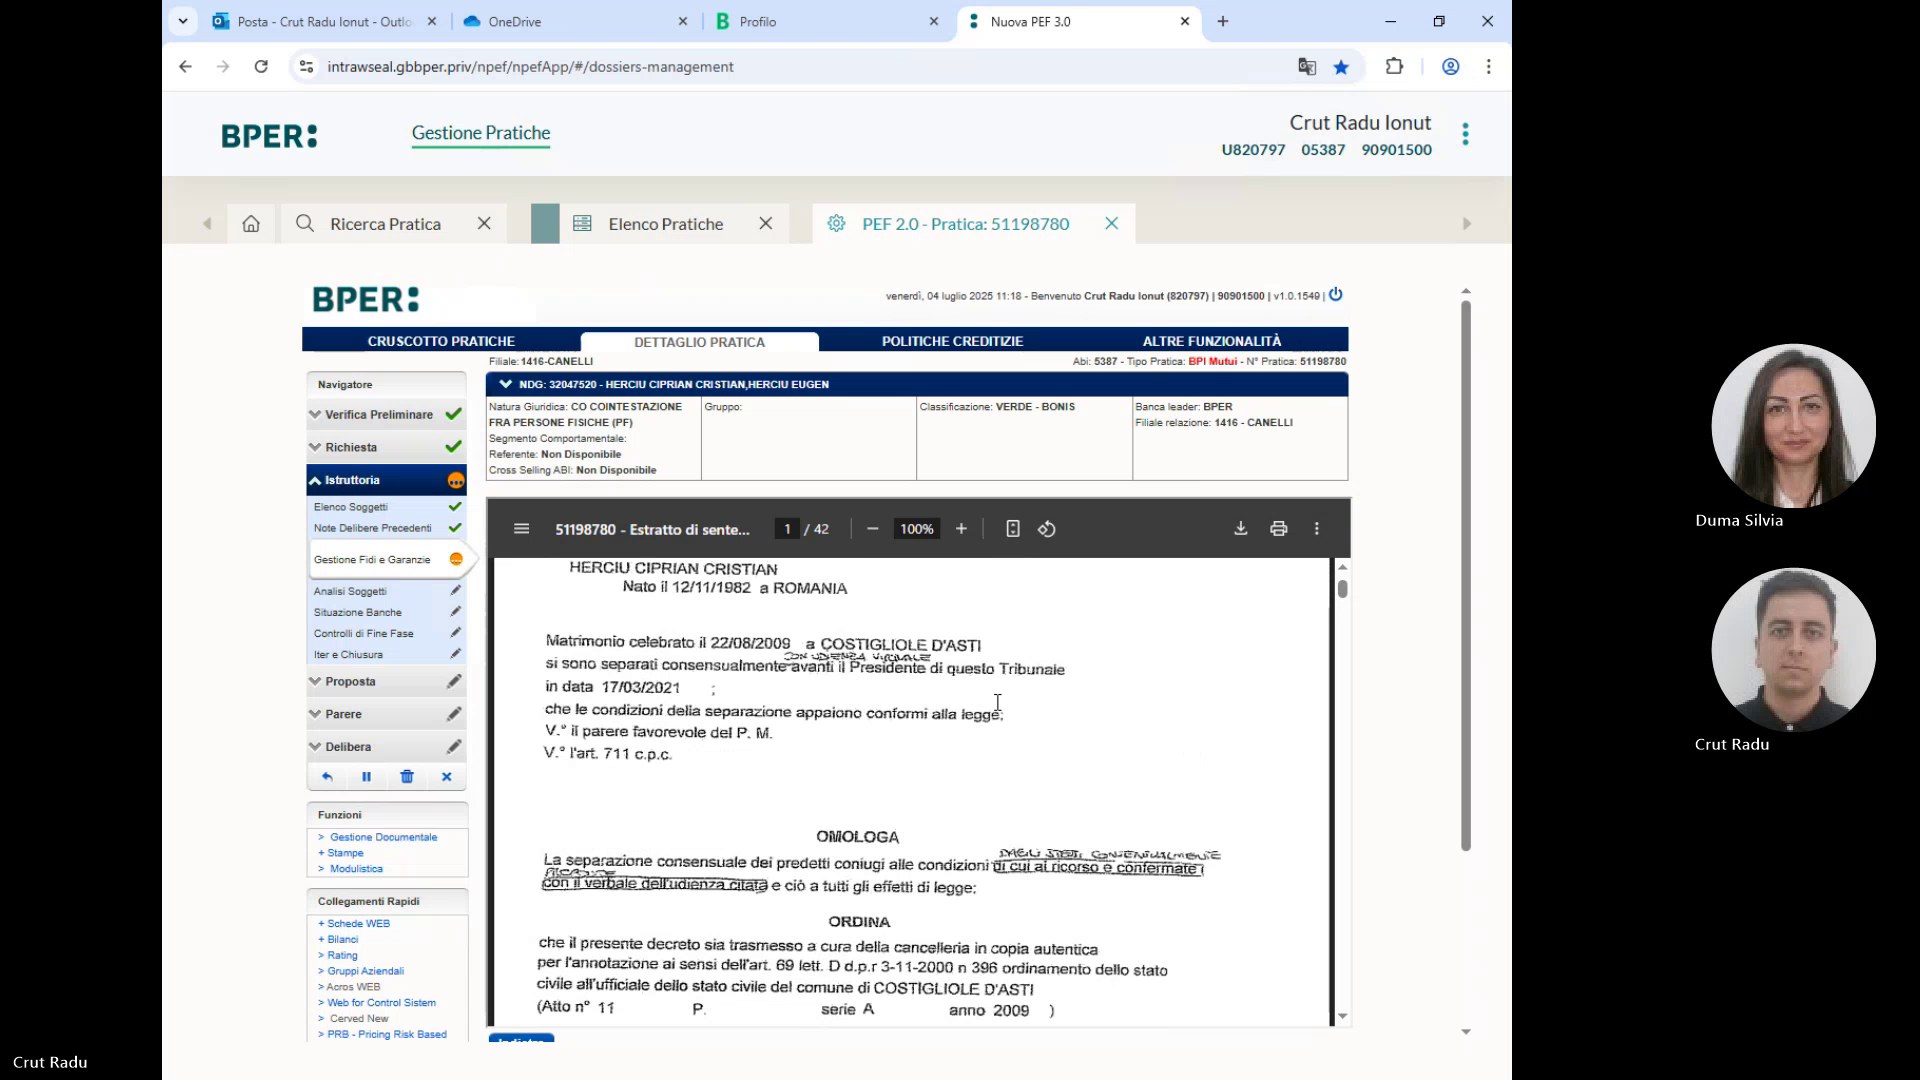 Posta - Crut Radu Ionut - Outlo
OneDrive
Profilo
Nuova PEF 3.0
intrawseal.gbbper.priv/npef/npefApp/#/dossiers-management
BPER:
Gestione Pratiche
Crut Radu Ionut
U820797 05387 90901500
Ricerca Pratica
Elenco Pratiche
PEF 2.0 - Pratica: 51198780
BPER:
venerdì, 04 luglio 2025 11:18 - Benvenuto Crut Radu Ionut (820797) | 90901500 | v1.0.1549 |
CRUSCOTTO PRATICHE
DETTAGLIO PRATICA
POLITICHE CREDITIZIE
ALTRE FUNZIONALITÀ
Filiale: 1416-CANELLI
Abi: 5387 - Tipo Pratica: BPI Mutui - N° Pratica: 51198780
Navigatore
Verifica Preliminare
Richiesta
Istruttoria
Elenco Soggetti
Note Delibere Precedenti
Gestione Fidi e Garanzie
Analisi Soggetti
Situazione Banche
Controlli di Fine Fase
Iter e Chiusura
Proposta
Parere
Delibera
Funzioni
> Gestione Documentale
+ Stampe
> Modulistica
Collegamenti Rapidi
+ Schede WEB
+ Bilanci
> Rating
> Gruppi Aziendali
> Acros WEB
> Web for Control Sistem
> Cerved New
> PRB - Pricing Risk Based
NDG: 32047520 - HERCIU CIPRIAN CRISTIAN,HERCIU EUGEN
Natura Giuridica: CO COINTESTAZIONE
FRA PERSONE FISICHE (PF)
Segmento Comportamentale:
Referente: Non Disponibile
Cross Selling ABI: Non Disponibile
Gruppo:
Classificazione: VERDE - BONIS
Banca leader: BPER
Filiale relazione: 1416 - CANELLI
51198780 - Estratto di sente...
1 / 42
100%
HERCIU CIPRIAN CRISTIAN
Nato il 12/11/1982 a ROMANIA
Matrimonio celebrato il 22/08/2009 a COSTIGLIOLE D'ASTI
si sono separati consensualmente avanti il Presidente di questo Tribunale
in data 17/03/2021 ;
che le condizioni della separazione appaiono conformi alla legge;
V.° il parere favorevole del P. M.
V.° l'art. 711 c.p.c.
OMOLOGA
La separazione consensuale dei predetti coniugi alle condizioni di cui al ricorso e confermate
con il verbale dell'udienza citata e ciò a tutti gli effetti di legge;
ORDINA
che il presente decreto sia trasmesso a cura della cancelleria in copia autentica
per l'annotazione ai sensi dell'art. 69 lett. D d.p.r 3-11-2000 n 396 ordinamento dello stato
civile all'ufficiale dello stato civile del comune di COSTIGLIOLE D'ASTI
(Atto n° 11 P. serie A anno 2009 )
Indietro
Duma Silvia
Crut Radu
Crut Radu